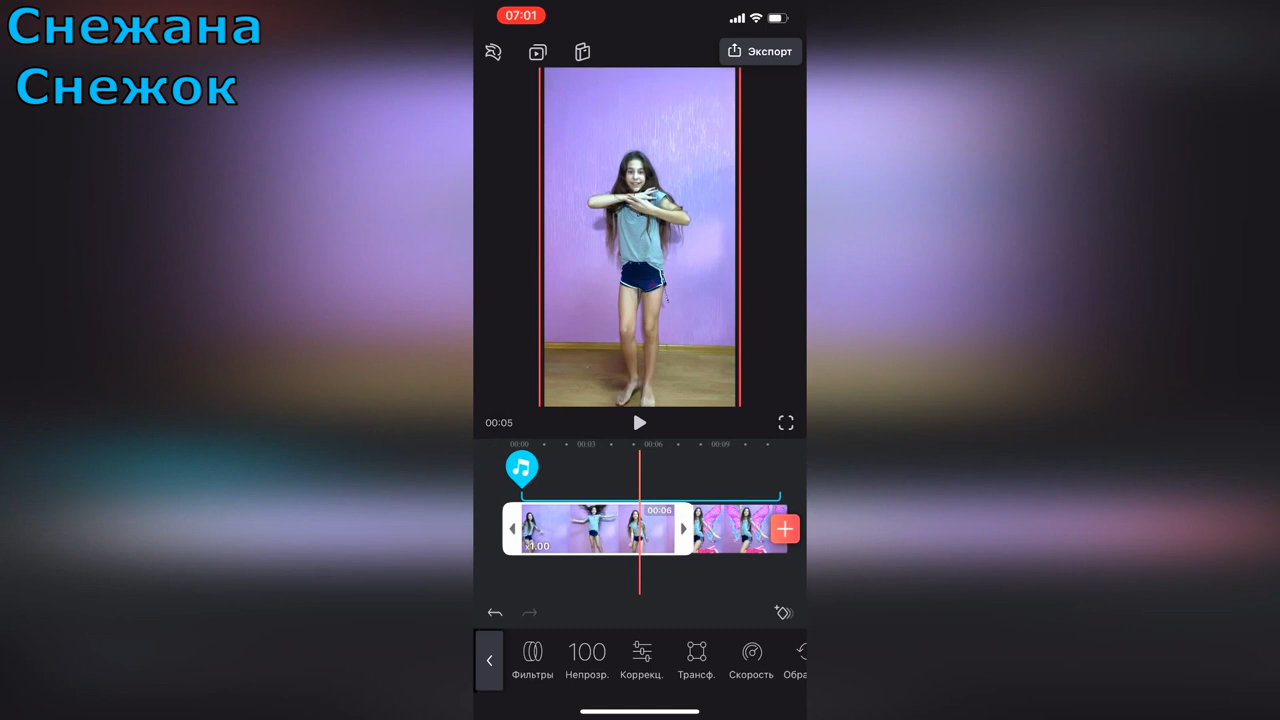 Снежана
Снежок
07:01
Экспорт
00:05
00:00 00:03 00:06 00:09
00:06
x1.00
100
Фильтры Непрозр. Коррекц. Трансф. Скорость Обра